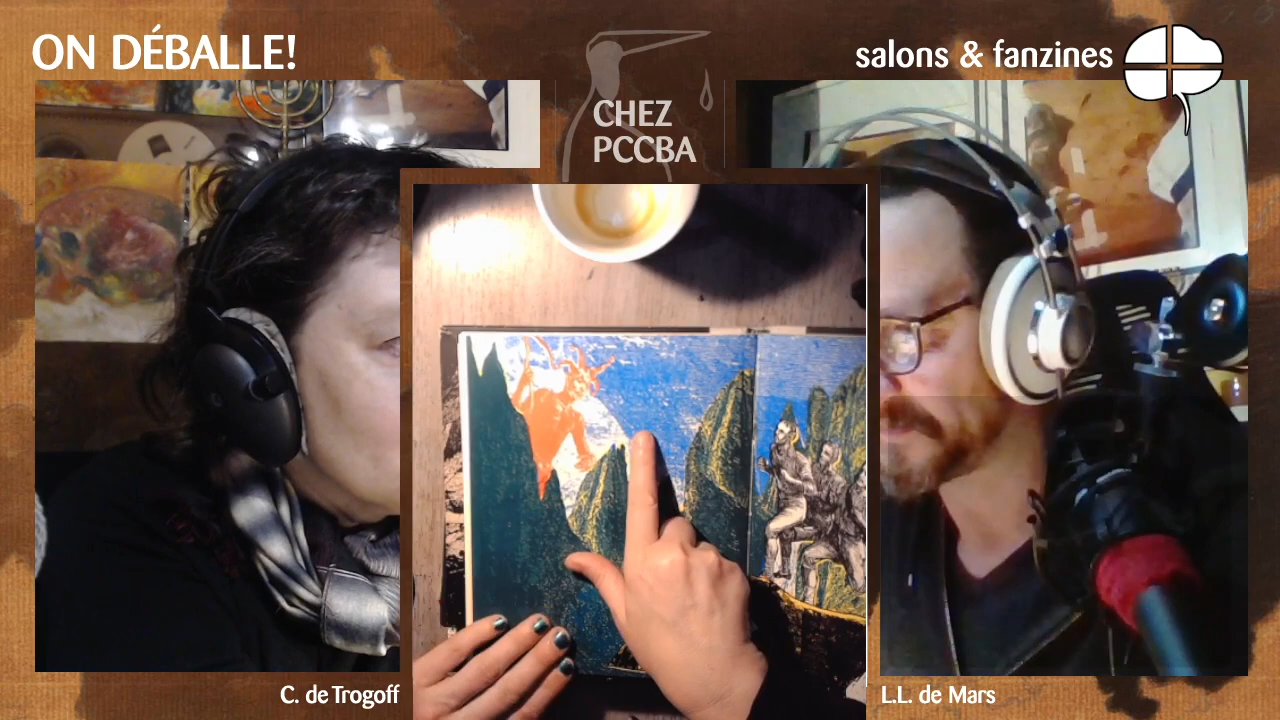 ON DÉBALLE!
salons & fanzines
CHEZ
PCCBA
C. de Trogoff
L.L. de Mars